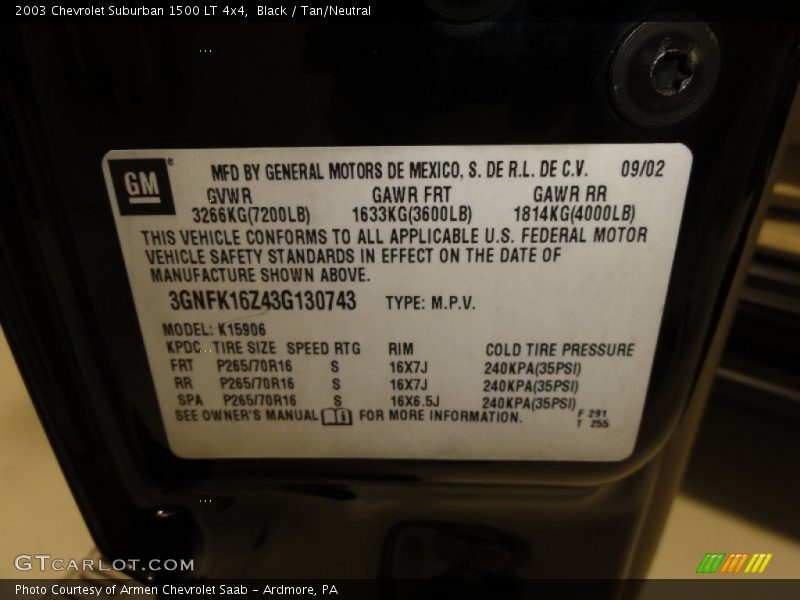 2003 Chevrolet Suburban 1500 LT 4x4,  Black / Tan/Neutral
GM®
MFD BY GENERAL MOTORS DE MEXICO, S. DE R.L. DE C.V. 09/02
GVWR GAWR FRT GAWR RR
3266KG(7200LB) 1633KG(3600LB) 1814KG(4000LB)
THIS VEHICLE CONFORMS TO ALL APPLICABLE U.S. FEDERAL MOTOR
VEHICLE SAFETY STANDARDS IN EFFECT ON THE DATE OF
MANUFACTURE SHOWN ABOVE.
3GNFK16Z43G130743 TYPE: M.P.V.
MODEL: K15906
KPDC TIRE SIZE SPEED RTG RIM COLD TIRE PRESSURE
FRT P265/70R16 S 16X7J 240KPA(35PSI)
RR P265/70R16 S 16X7J 240KPA(35PSI)
SPA P265/70R16 S 16X6.5J 240KPA(35PSI)
SEE OWNER'S MANUAL FOR MORE INFORMATION.
F 291
T 255
GTCARLOT.COM
Photo Courtesy of Armen Chevrolet Saab - Ardmore, PA